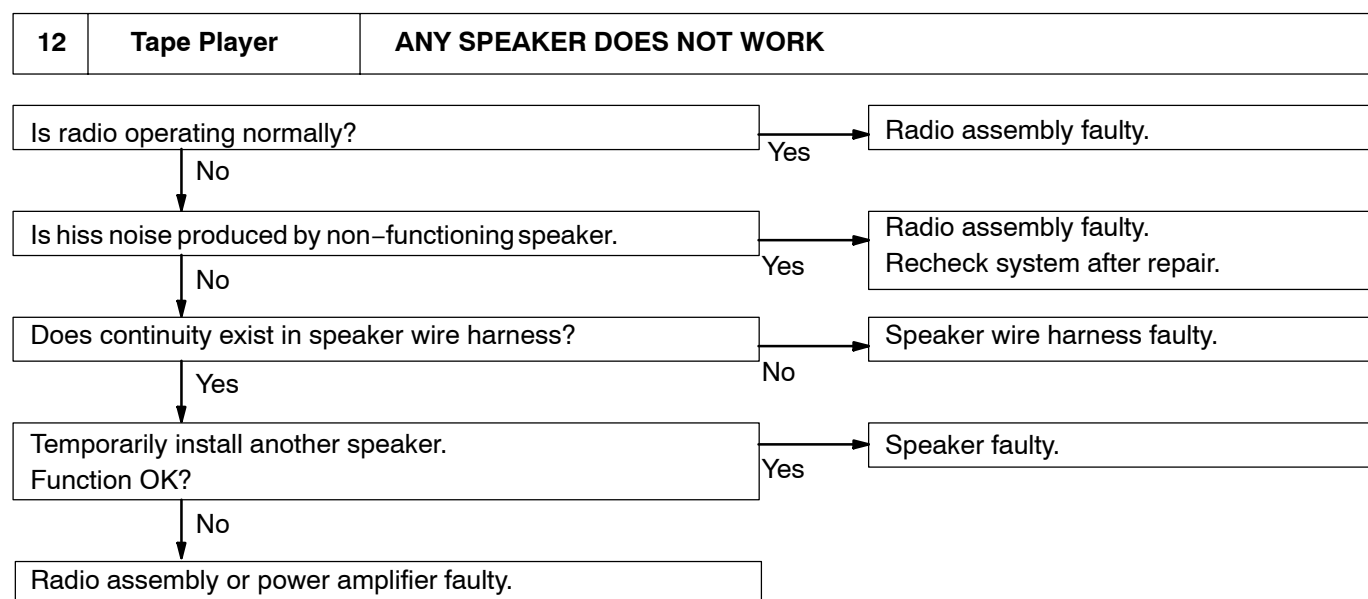 12 Tape Player ANY SPEAKER DOES NOT WORK
Is radio operating normally?
Yes
Radio assembly faulty.
No
Is hiss noise produced by non–functioning speaker.
Yes
Radio assembly faulty.
Recheck system after repair.
No
Does continuity exist in speaker wire harness?
No
Speaker wire harness faulty.
Yes
Temporarily install another speaker.
Function OK?
Yes
Speaker faulty.
No
Radio assembly or power amplifier faulty.